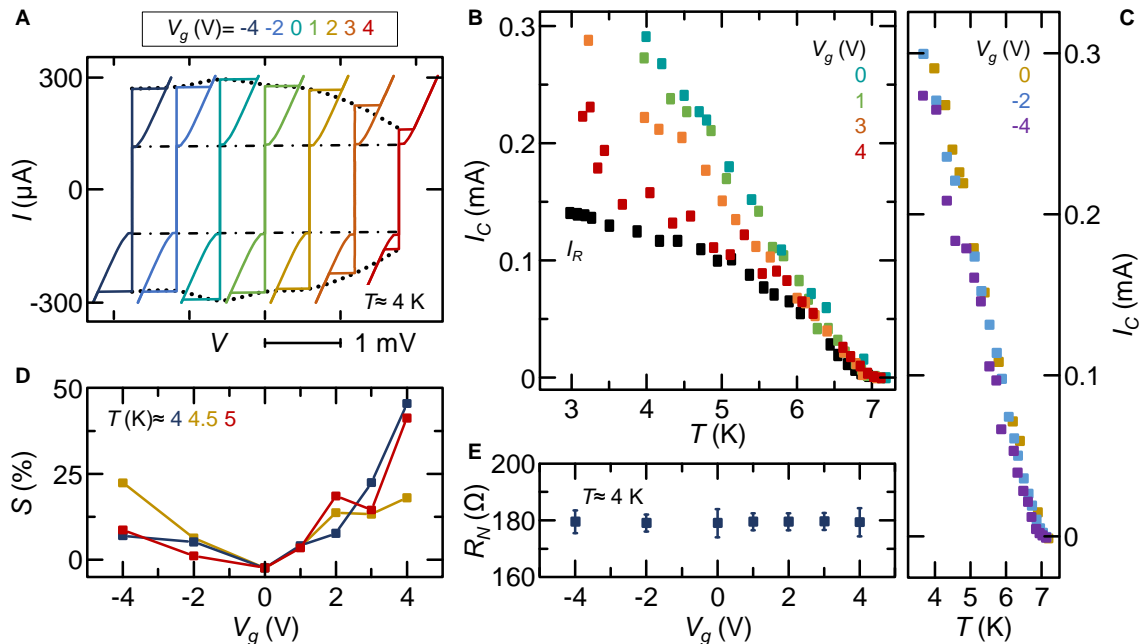 A
V_g (V)= -4 -2 0 1 2 3 4
300
0
-300
I (µA)
T≈ 4 K
V
1 mV
B
0.3
0.2
0.1
0
I_C (mA)
V_g (V)
0
1
3
4
I_R
3 4 5 6 7
T (K)
C
V_g (V)
0
-2
-4
0.3
0.2
0.1
0
I_C (mA)
4 5 6 7
T (K)
D
50
25
0
S (%)
T (K)≈ 4 4.5 5
-4 -2 0 2 4
V_g (V)
E
200
180
160
R_N (Ω)
T≈ 4 K
-4 -3 -2 -1 0 1 2 3 4
V_g (V)